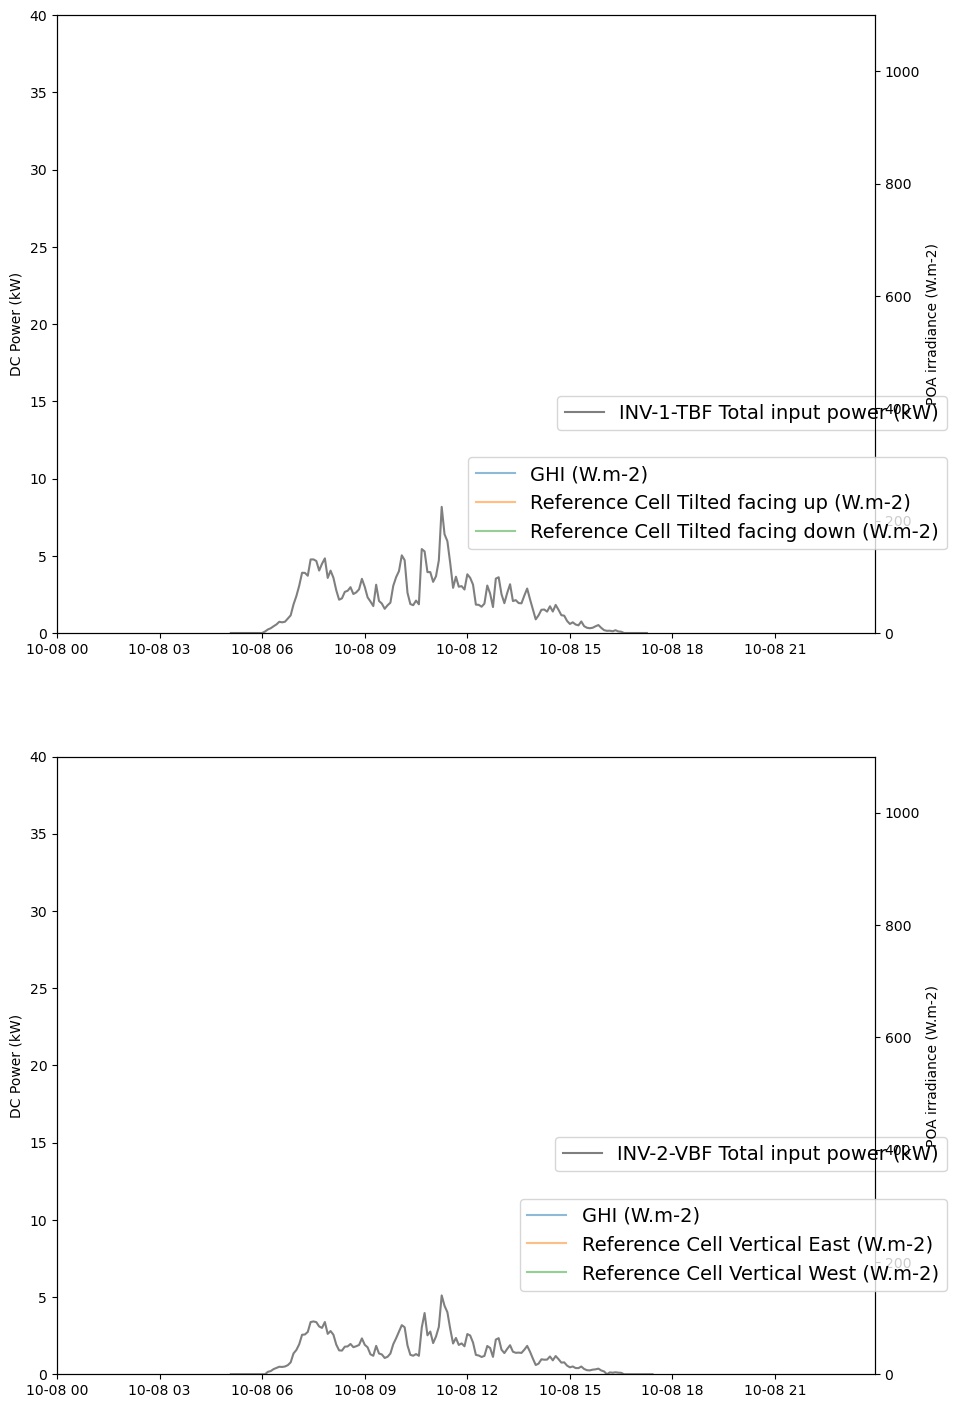 40
35
30
25
20
15
10
5
0
DC Power (kW)
1000
800
600
400
200
0
POA irradiance (W.m-2)
INV-1-TBF Total input power (kW)
GHI (W.m-2)
Reference Cell Tilted facing up (W.m-2)
Reference Cell Tilted facing down (W.m-2)
10-08 00 10-08 03 10-08 06 10-08 09 10-08 12 10-08 15 10-08 18 10-08 21
40
35
30
25
20
15
10
5
0
DC Power (kW)
1000
800
600
400
200
0
POA irradiance (W.m-2)
INV-2-VBF Total input power (kW)
GHI (W.m-2)
Reference Cell Vertical East (W.m-2)
Reference Cell Vertical West (W.m-2)
10-08 00 10-08 03 10-08 06 10-08 09 10-08 12 10-08 15 10-08 18 10-08 21